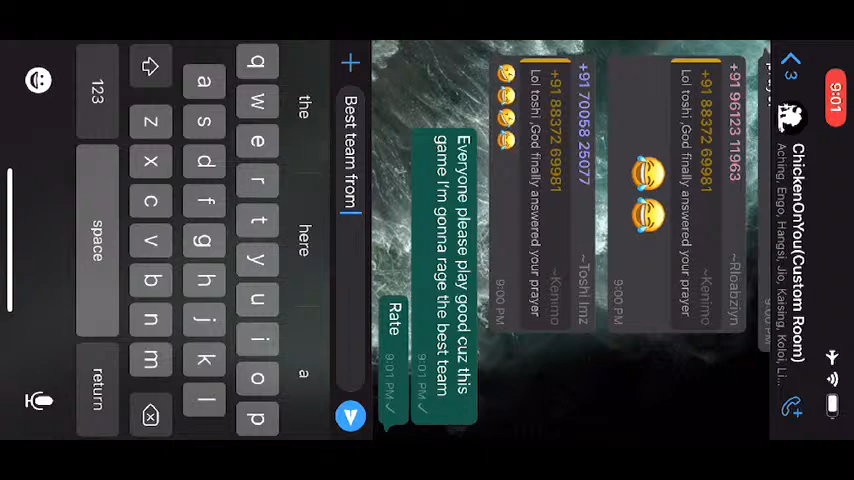 9:01
3
ChickenOnYou(Custom Room)
Aching, Engo, Hangsl, Jio, Kaising, Koloi, Li...
+91 96123 11963 ~Rloabziyn
+91 88372 69981 ~Kenimo
Lol toshi ,God finally answered your prayer
😂😂
9:00 PM
+91 70058 25077 ~Toshi Imz
+91 88372 69981 ~Kenimo
Lol toshi ,God finally answered your prayer
9:00 PM
Everyone please play good cuz this
game I'm gonna rage the best team
9:01 PM
Rate
9:01 PM
Best team from
the here a
q w e r t y u i o p
a s d f g h j k l
z x c v b n m
123 space return